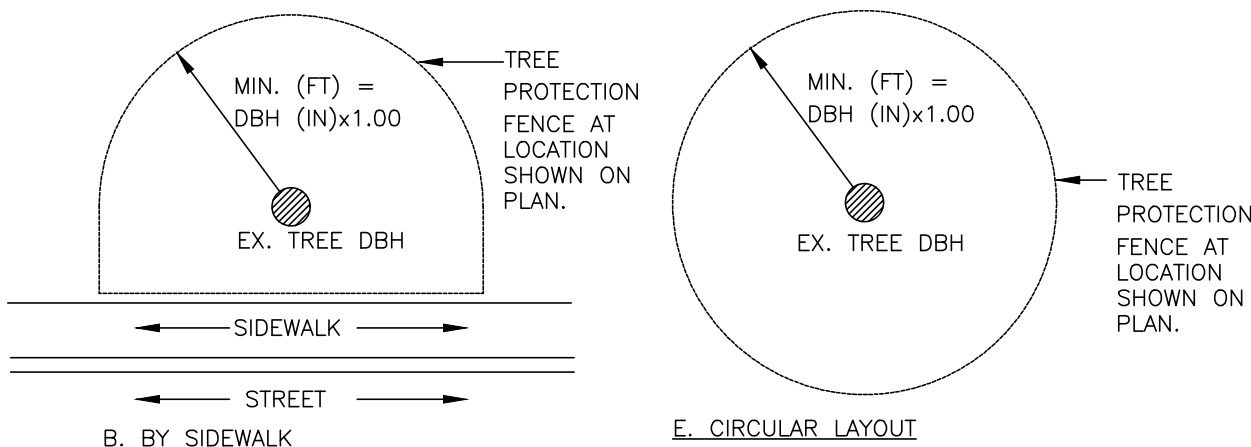 MIN. (FT) =
DBH (IN)x1.00
TREE
PROTECTION
FENCE AT
LOCATION
SHOWN ON
PLAN.
EX. TREE DBH
SIDEWALK
STREET
B. BY SIDEWALK
MIN. (FT) =
DBH (IN)x1.00
EX. TREE DBH
TREE
PROTECTION
FENCE AT
LOCATION
SHOWN ON
PLAN.
E. CIRCULAR LAYOUT